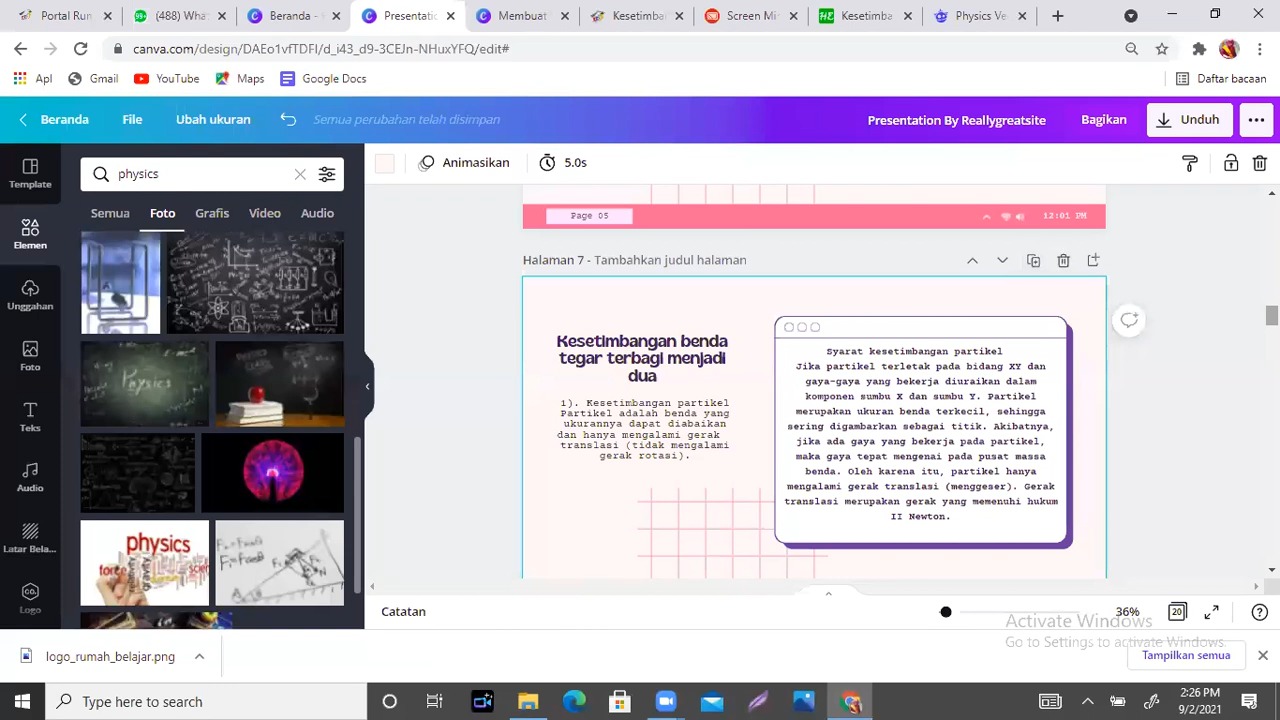 Portal Ru
(488) Wha
Beranda -
Presentatio
Membuat
Kesetimb
Screen Mi
Kesetimba
Physics Ve
canva.com/design/DAEo1vfTDFI/d_i43_d9-3CEJn-NHuxYFQ/edit#
Apl
Gmail
YouTube
Maps
Google Docs
Daftar bacaan
Beranda
File
Ubah ukuran
Semua perubahan telah disimpan
Presentation By Reallygreatsite
Bagikan
Unduh
Template
Elemen
Unggahan
Foto
Teks
Audio
Latar Bela...
Logo
physics
Semua
Foto
Grafis
Video
Audio
physics
force
Animasikan
5.0s
Page 05
12:01 PM
Halaman 7 - Tambahkan judul halaman
Kesetimbangan benda
tegar terbagi menjadi
dua
1). Kesetimbangan partikel
Partikel adalah benda yang
ukurannya dapat diabaikan
dan hanya mengalami gerak
translasi (tidak mengalami
gerak rotasi).
Syarat kesetimbangan partikel
Jika partikel terletak pada bidang XY dan
gaya-gaya yang bekerja diuraikan dalam
komponen sumbu X dan sumbu Y. Partikel
merupakan ukuran benda terkecil, sehingga
sering digambarkan sebagai titik. Akibatnya,
jika ada gaya yang bekerja pada partikel,
maka gaya tepat mengenai pada pusat massa
benda. Oleh karena itu, partikel hanya
mengalami gerak translasi (menggeser). Gerak
translasi merupakan gerak yang memenuhi hukum
II Newton.
Catatan
36%
20
Activate Windows
Go to Settings to activate Windows.
logo_rumah_belajar.png
Tampilkan semua
Type here to search
2:26 PM
9/2/2021